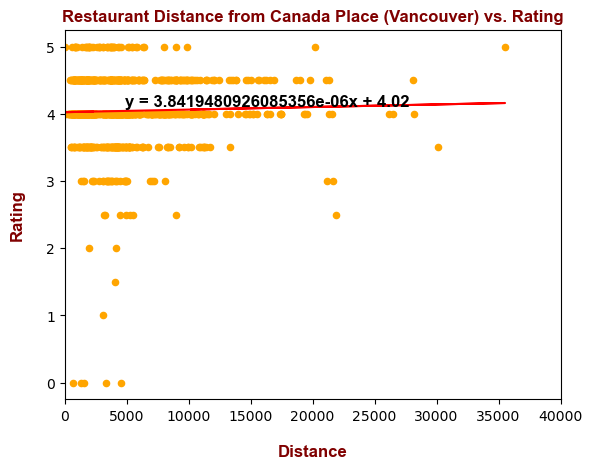 Restaurant Distance from Canada Place (Vancouver) vs. Rating
5
y = 3.8419480926085356e-06x + 4.02
4
3
Rating
2
1
0
0 5000 10000 15000 20000 25000 30000 35000 40000
Distance